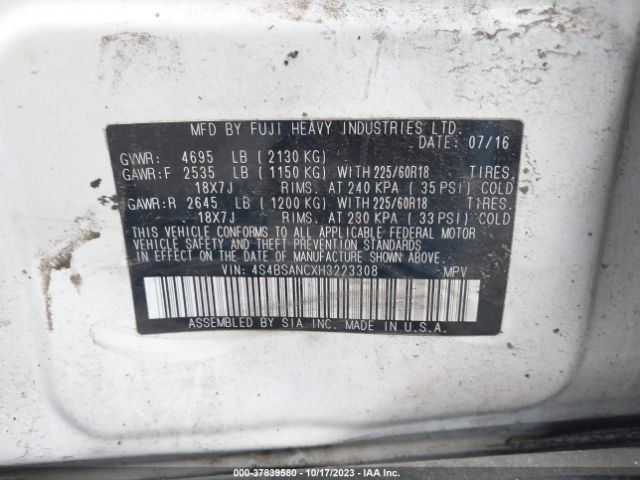 MFD BY FUJI HEAVY INDUSTRIES LTD.
DATE: 07/16
GVWR: 4695 LB (2130 KG)
GAWR:F 2535 LB (1150 KG) WITH 225/60R18 TIRES.
18X7J RIMS. AT 240 KPA (35 PSI) COLD
GAWR:R 2645 LB (1200 KG) WITH 225/60R18 TIRES.
18X7J RIMS. AT 230 KPA (33 PSI) COLD
THIS VEHICLE CONFORMS TO ALL APPLICABLE FEDERAL MOTOR
VEHICLE SAFETY AND THEFT PREVENTION STANDARDS
IN EFFECT ON THE DATE OF MANUFACTURE SHOWN ABOVE.
VIN: 4S4BSANCXH3223308 MPV
ASSEMBLED BY SIA INC. MADE IN U.S.A.
000-37839580 - 10/17/2023 - IAA Inc.